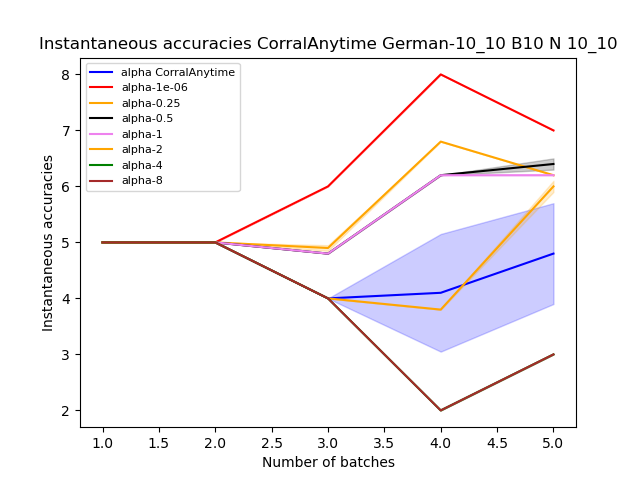 Instantaneous accuracies CorralAnytime German-10_10 B10 N 10_10
alpha CorralAnytime
alpha-1e-06
alpha-0.25
alpha-0.5
alpha-1
alpha-2
alpha-4
alpha-8
Instantaneous accuracies
8
7
6
5
4
3
2
1.0 1.5 2.0 2.5 3.0 3.5 4.0 4.5 5.0
Number of batches